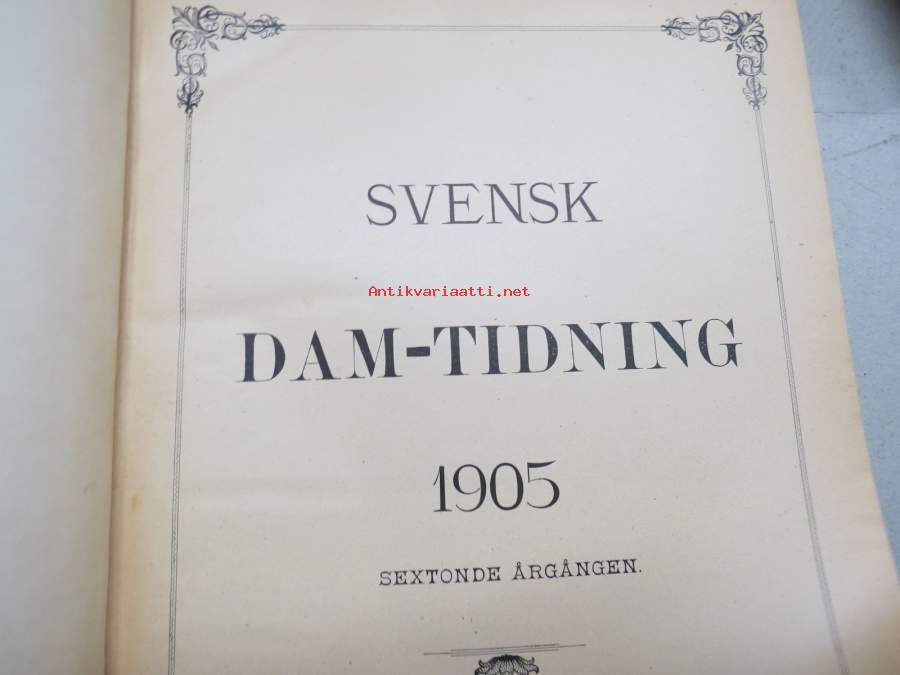 SVENSK
Antikvariaatti.net
DAM-TIDNING
1905
SEXTONDE ÅRGÅNGEN.